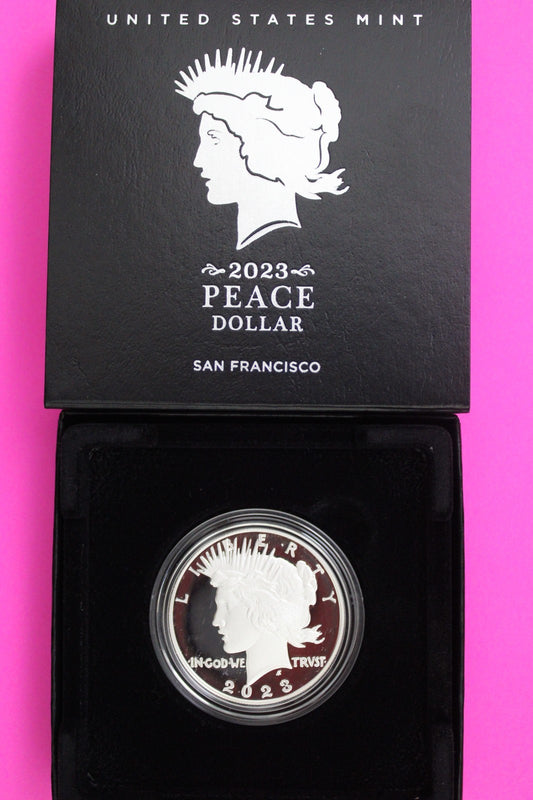 UNITED STATES MINT
2023
PEACE
DOLLAR
SAN FRANCISCO
LIBERTY
IN·GOD·WE TRVST·
2023